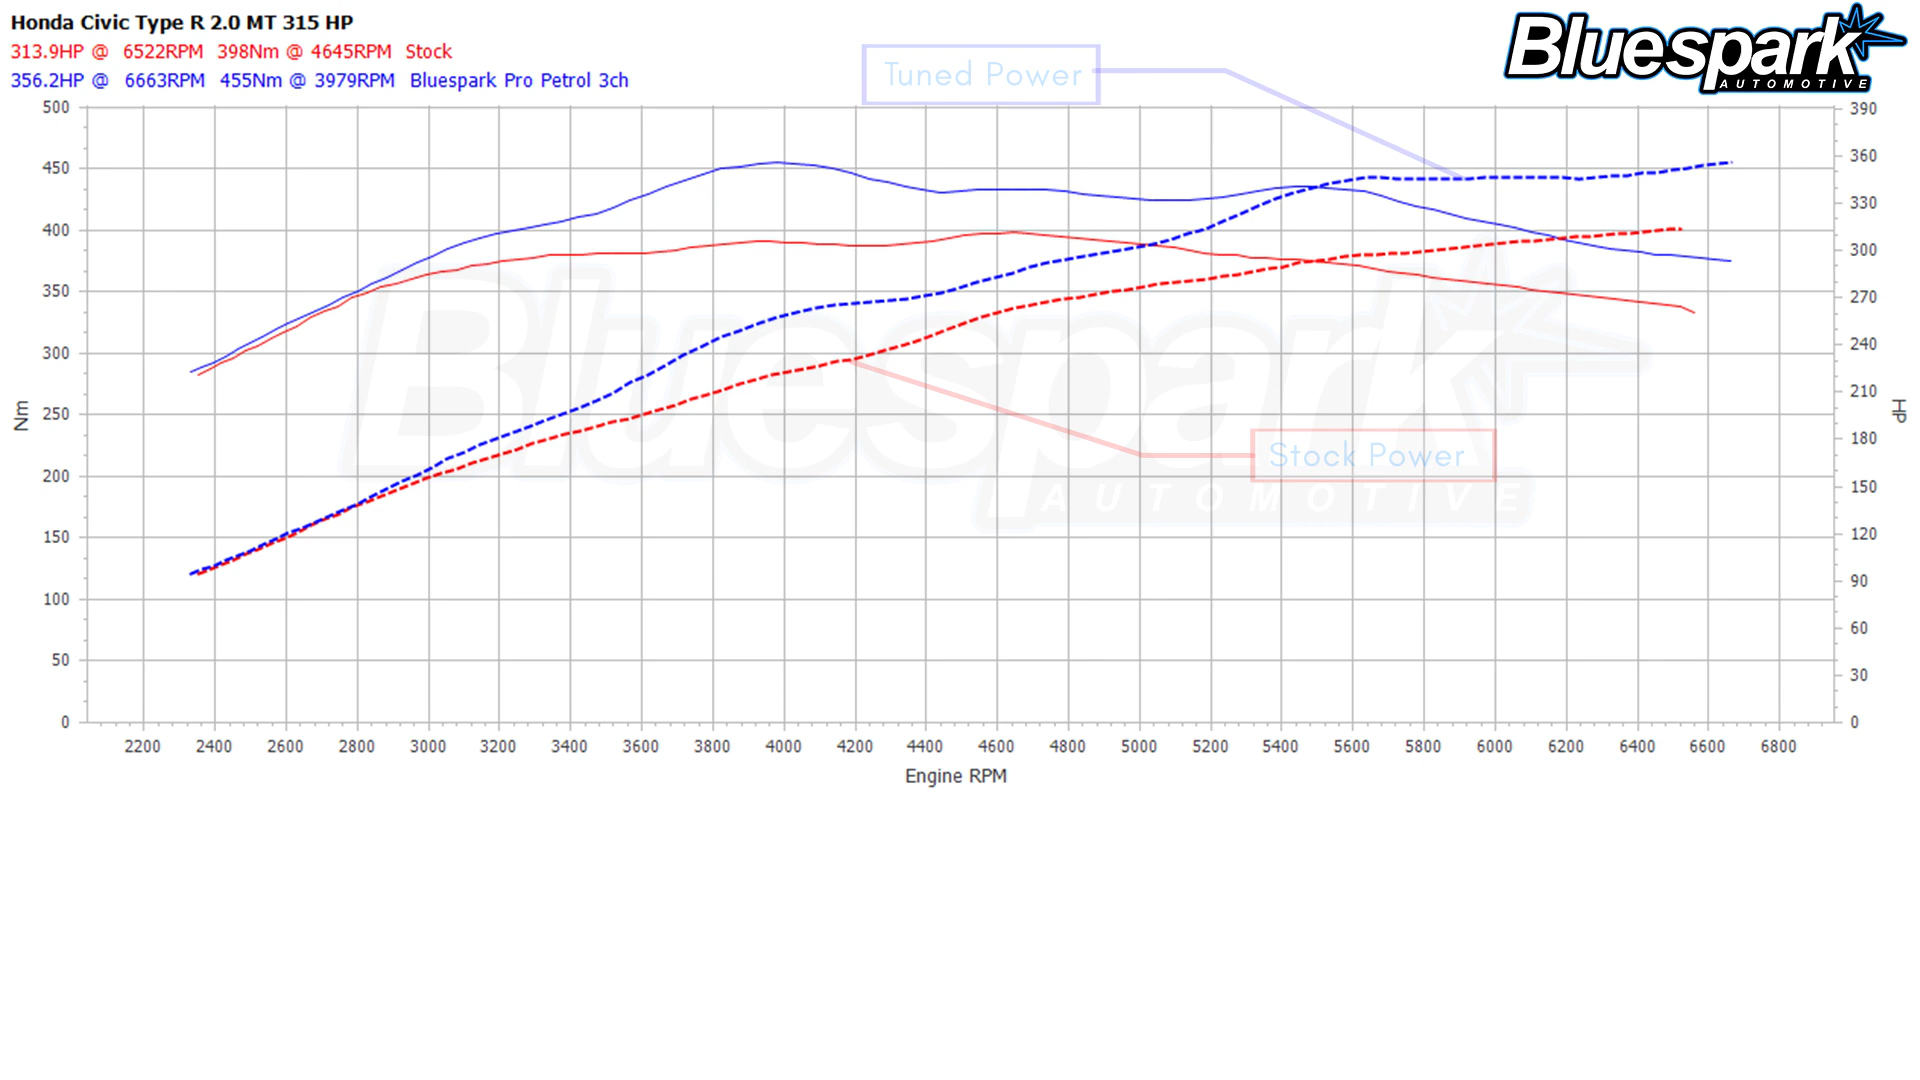 Honda Civic Type R 2.0 MT 315 HP
313.9HP @ 6522RPM 398Nm @ 4645RPM Stock
356.2HP @ 6663RPM 455Nm @ 3979RPM Bluespark Pro Petrol 3ch
Tuned Power
Bluespark
AUTOMOTIVE
500
450
400
350
300
250
200
150
100
50
0
Nm
390
360
330
300
270
240
210
180
150
120
90
60
30
0
HP
Bluespark
AUTOMOTIVE
Stock Power
2200 2400 2600 2800 3000 3200 3400 3600 3800 4000 4200 4400 4600 4800 5000 5200 5400 5600 5800 6000 6200 6400 6600 6800
Engine RPM